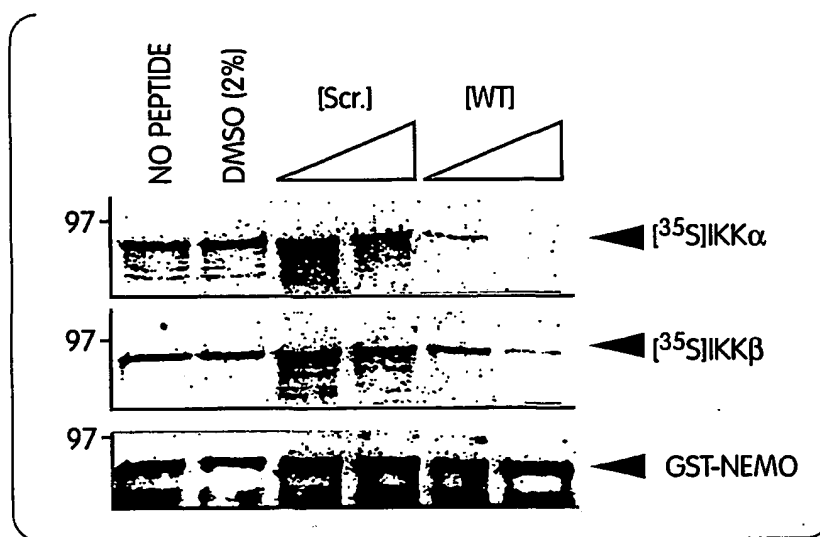 NO PEPTIDE
DMSO (2%)
[Scr.]
[WT]
97
[³⁵S]IKKα
97
[³⁵S]IKKβ
97
GST-NEMO